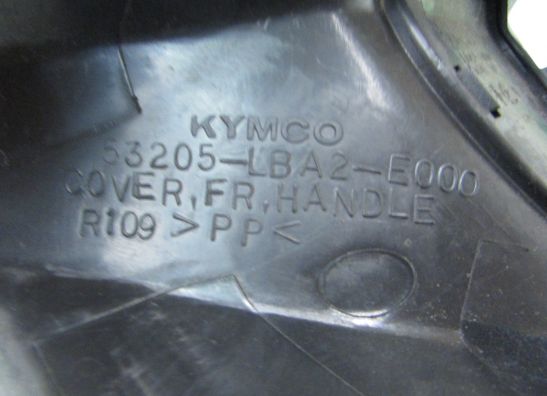 KYMCO
53205-LBA2-E000
COVER,FR,HANDLE
R109 >PP<